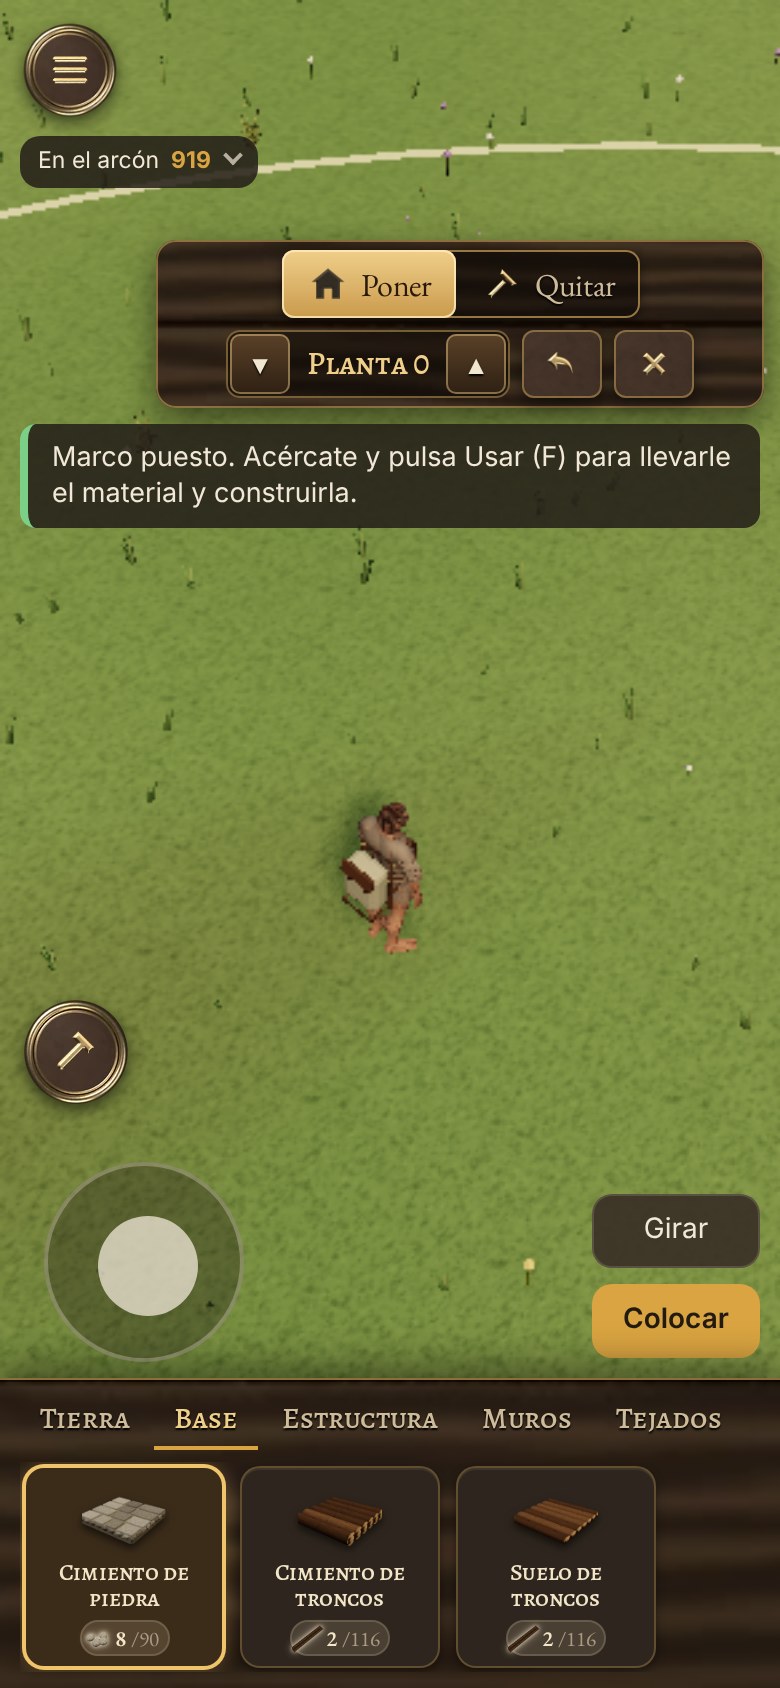 En el arcón 919
Poner
Quitar
Planta 0
Marco puesto. Acércate y pulsa Usar (F) para llevarle
el material y construirla.
Girar
Colocar
Tierra
Base
Estructura
Muros
Tejados
Cimiento de
piedra
8 /90
Cimiento de
troncos
2 /116
Suelo de
troncos
2 /116